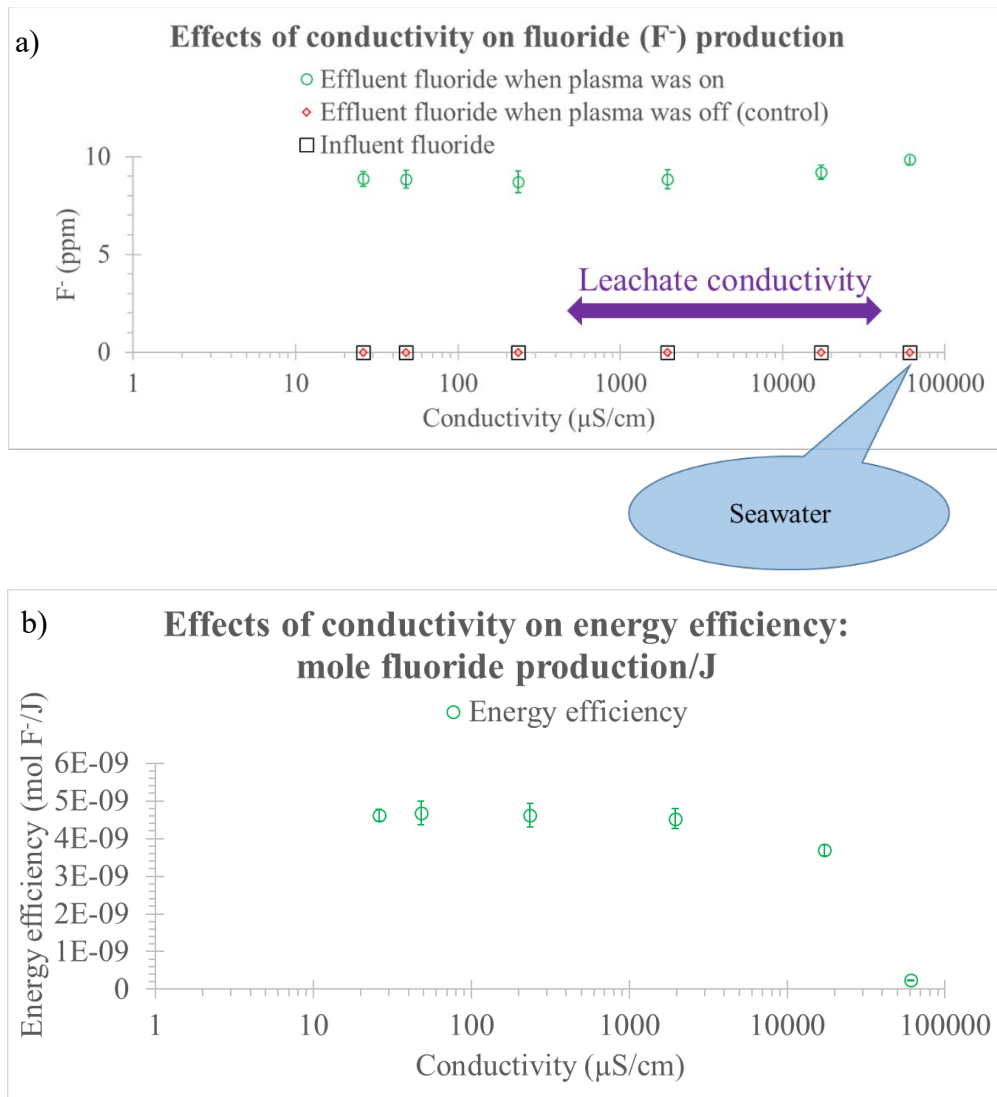 a)
Effects of conductivity on fluoride (F⁻) production
Effluent fluoride when plasma was on
Effluent fluoride when plasma was off (control)
Influent fluoride
10
5
0
F⁻ (ppm)
Leachate conductivity
1 10 100 1000 10000 100000
Conductivity (µS/cm)
Seawater
b)
Effects of conductivity on energy efficiency:
mole fluoride production/J
Energy efficiency
6E-09
5E-09
4E-09
3E-09
2E-09
1E-09
0
Energy efficiency (mol F⁻/J)
1 10 100 1000 10000 100000
Conductivity (µS/cm)